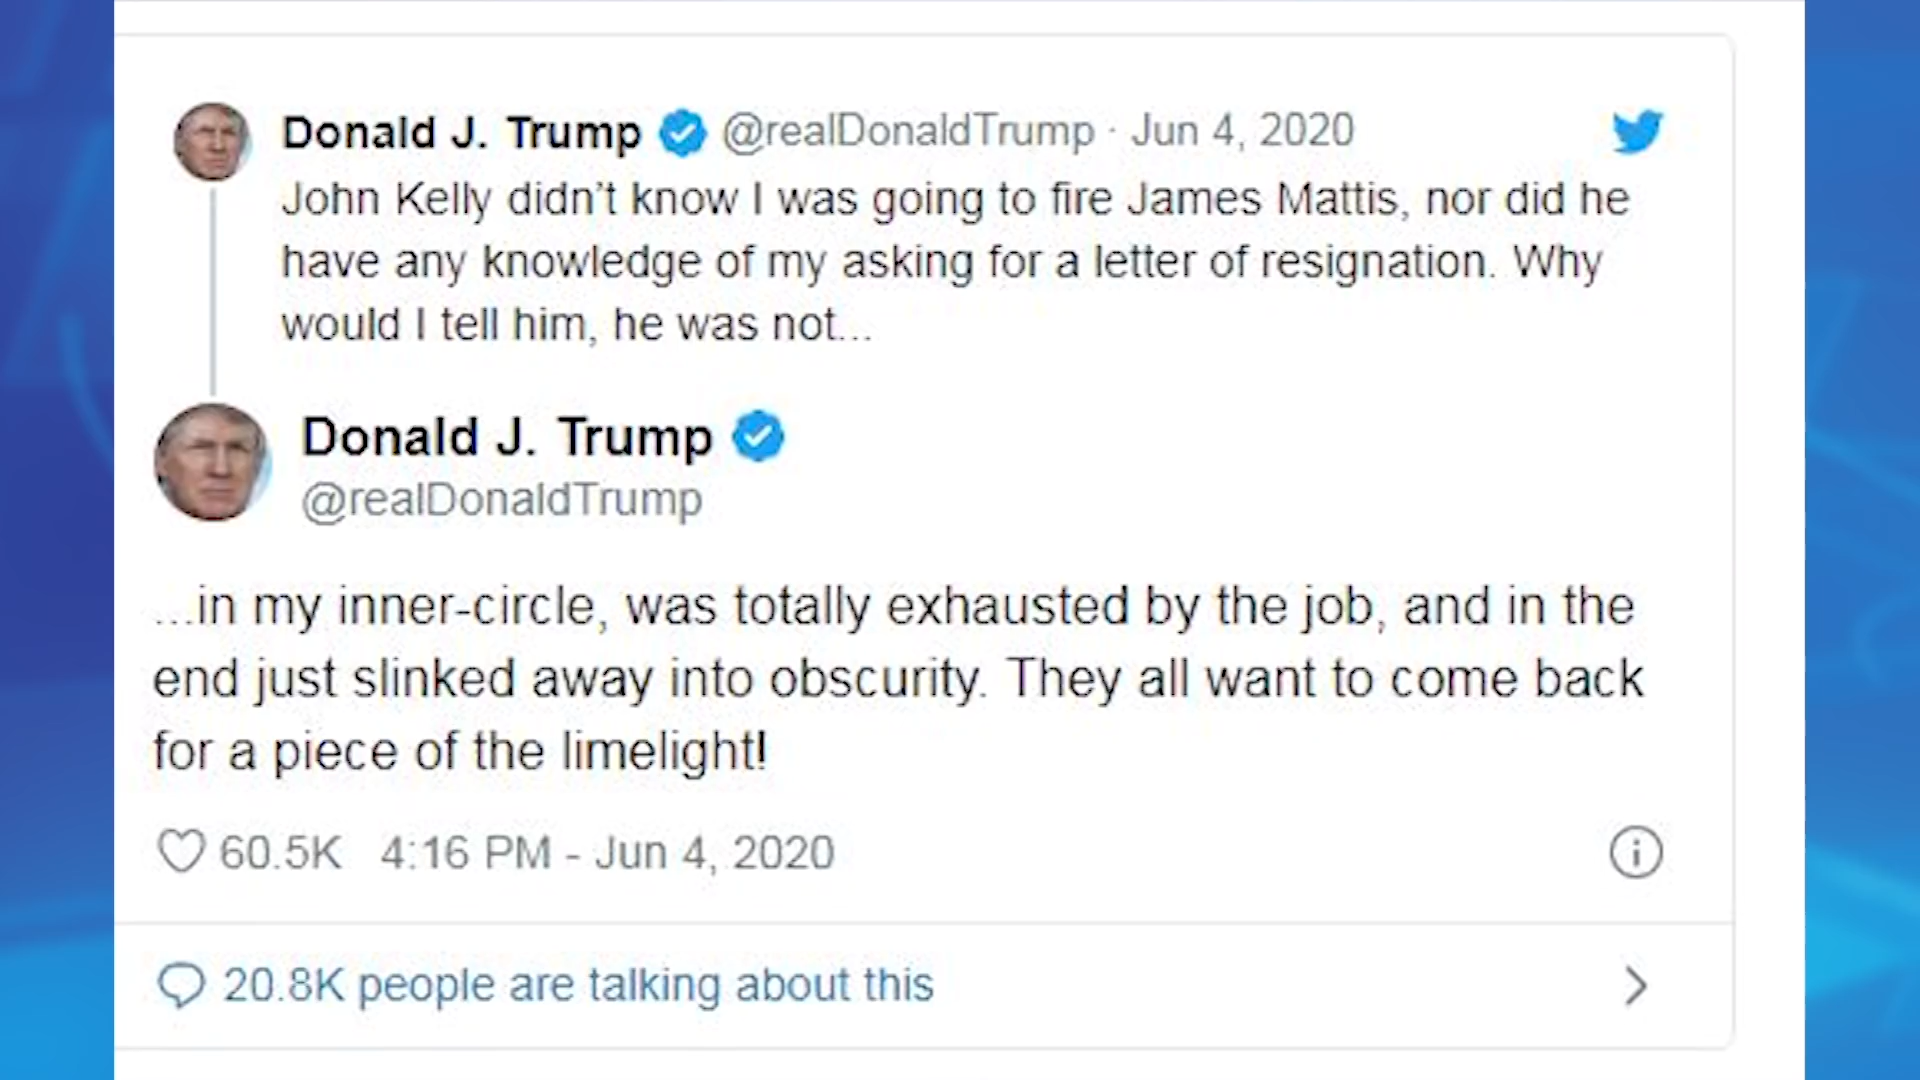 Donald J. Trump @realDonaldTrump · Jun 4, 2020
John Kelly didn't know I was going to fire James Mattis, nor did he
have any knowledge of my asking for a letter of resignation. Why
would I tell him, he was not...
Donald J. Trump
@realDonaldTrump
...in my inner-circle, was totally exhausted by the job, and in the
end just slinked away into obscurity. They all want to come back
for a piece of the limelight!
60.5K 4:16 PM - Jun 4, 2020
20.8K people are talking about this